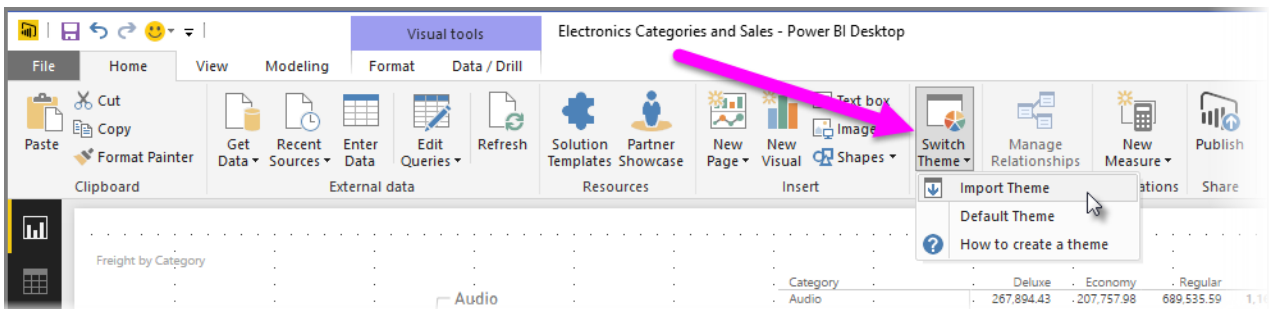 Visual tools
Electronics Categories and Sales - Power BI Desktop
File Home View Modeling Format Data / Drill
Cut
Copy
Format Painter
Paste
Get Data
Recent Sources
Enter Data
Edit Queries
Refresh
Solution Templates
Partner Showcase
New Page
New Visual
Text box
Image
Shapes
Switch Theme
Manage Relationships
New Measure
Publish
Clipboard External data Resources Insert ations Share
Import Theme
Default Theme
How to create a theme
Freight by Category
Audio
Category Deluxe Economy Regular
Audio 267,894.43 207,757.98 689,535.59